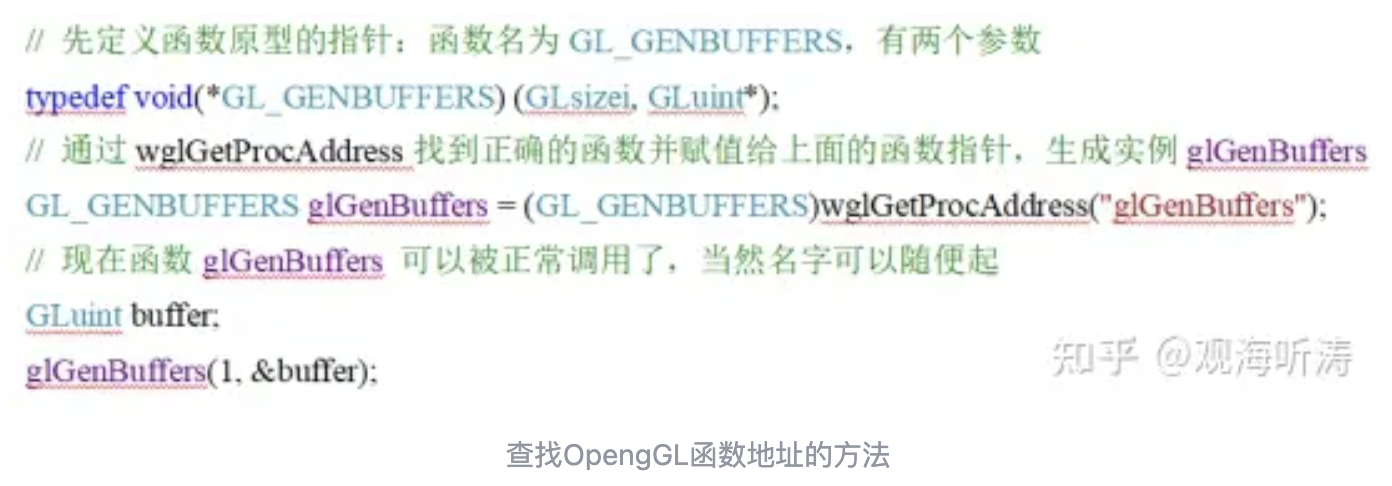 // 先定义函数原型的指针：函数名为 GL_GENBUFFERS，有两个参数
typedef void(*GL_GENBUFFERS) (GLsizei, GLuint*);
// 通过 wglGetProcAddress 找到正确的函数并赋值给上面的函数指针，生成实例 glGenBuffers
GL_GENBUFFERS glGenBuffers = (GL_GENBUFFERS)wglGetProcAddress("glGenBuffers");
// 现在函数 glGenBuffers 可以被正常调用了，当然名字可以随便起
GLuint buffer;
glGenBuffers(1, &buffer);
知乎 @观海听涛
查找OpengGL函数地址的方法